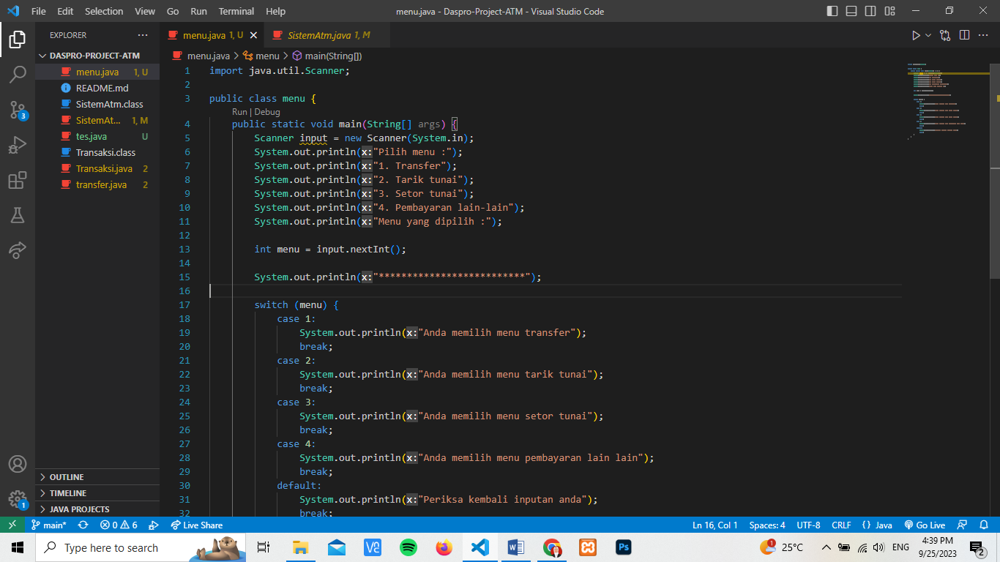 File Edit Selection View Go Run Terminal Help menu.java - Daspro-Project-ATM - Visual Studio Code
EXPLORER ···
menu.java 1, U SistemAtm.java 1, M
DASPRO-PROJECT-ATM
menu.java 1, U
README.md
SistemAtm.class
SistemAt... 1, M
tes.java U
Transaksi.class
Transaksi.java 2
transfer.java 2
OUTLINE
TIMELINE
JAVA PROJECTS
3
1
menu.java > menu > main(String[])
1 import java.util.Scanner;
2
3 public class menu {
Run | Debug
4 public static void main(String[] args) {
5 Scanner input = new Scanner(System.in);
6 System.out.println(x:"Pilih menu :");
7 System.out.println(x:"1. Transfer");
8 System.out.println(x:"2. Tarik tunai");
9 System.out.println(x:"3. Setor tunai");
10 System.out.println(x:"4. Pembayaran lain-lain");
11 System.out.println(x:"Menu yang dipilih :");
12
13 int menu = input.nextInt();
14
15 System.out.println(x:"**************************");
16
17 switch (menu) {
18 case 1:
19 System.out.println(x:"Anda memilih menu transfer");
20 break;
21 case 2:
22 System.out.println(x:"Anda memilih menu tarik tunai");
23 break;
24 case 3:
25 System.out.println(x:"Anda memilih menu setor tunai");
26 break;
27 case 4:
28 System.out.println(x:"Anda memilih menu pembayaran lain lain");
29 break;
30 default:
31 System.out.println(x:"Periksa kembali inputan anda");
32 break;
main* 0 6 Live Share Ln 16, Col 1 Spaces: 4 UTF-8 CRLF {} Java Go Live
Type here to search 1 25°C ENG 4:39 PM
9/25/2023 2